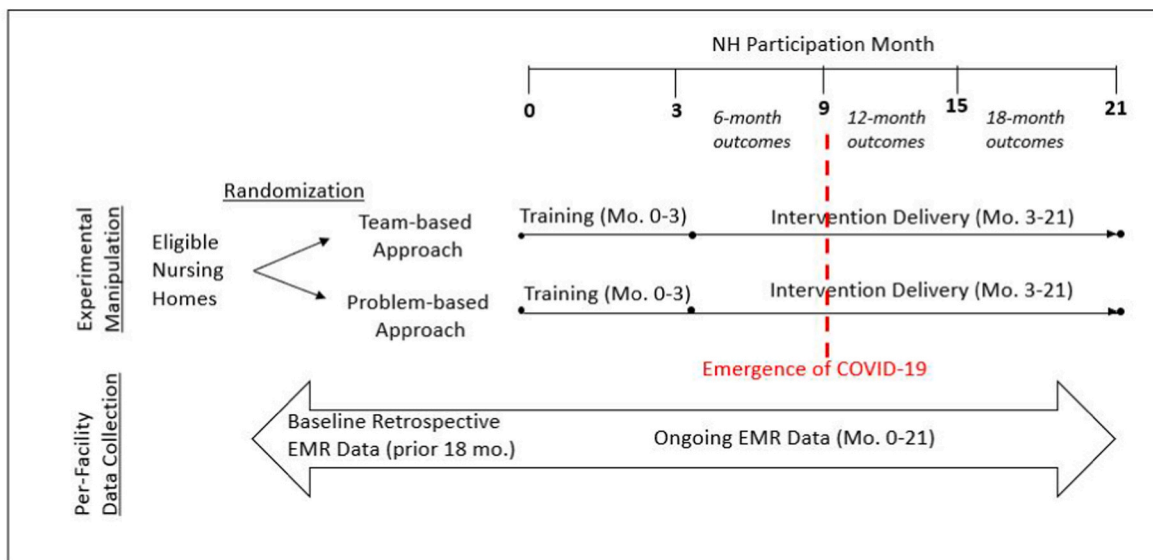 NH Participation Month
0
3
9
15
21
6-month
outcomes
12-month
outcomes
18-month
outcomes
Randomization
Experimental
Manipulation
Eligible
Nursing
Homes
Team-based
Approach
Training (Mo. 0-3)
Intervention Delivery (Mo. 3-21)
Problem-based
Approach
Training (Mo. 0-3)
Intervention Delivery (Mo. 3-21)
Emergence of COVID-19
Per-Facility
Data Collection
Baseline Retrospective
EMR Data (prior 18 mo.)
Ongoing EMR Data (Mo. 0-21)